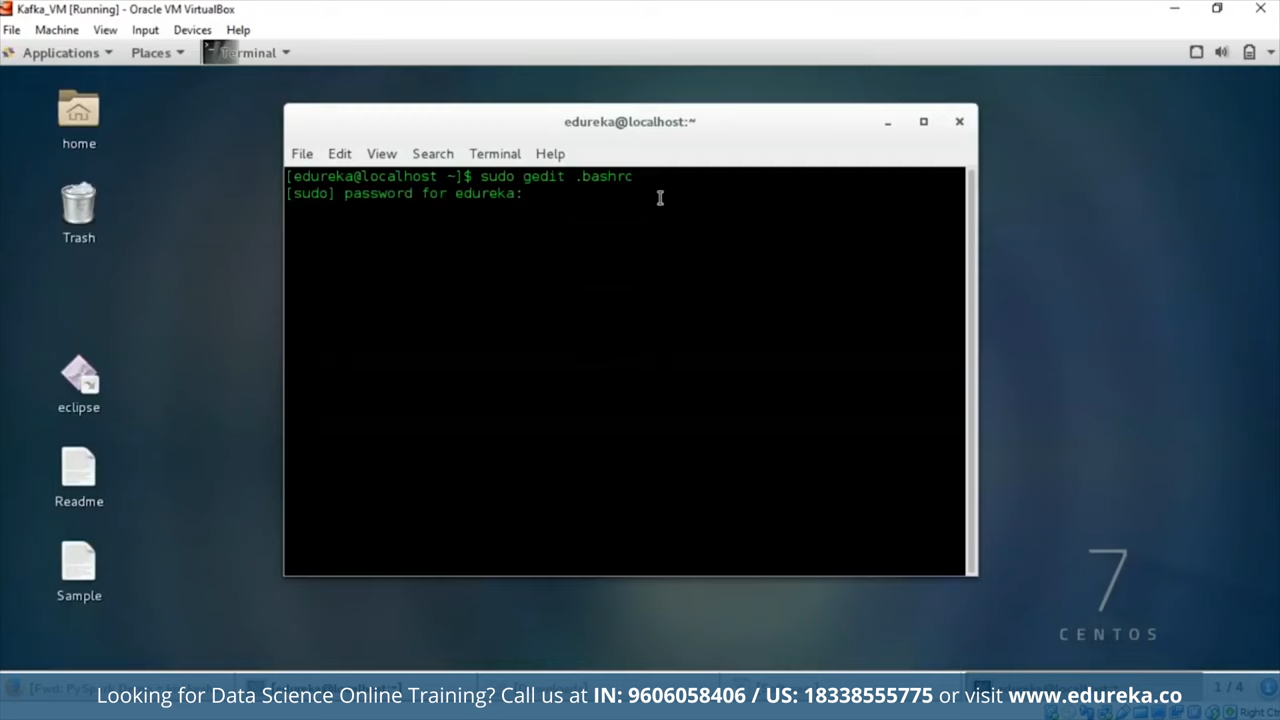 Kafka_VM [Running] - Oracle VM VirtualBox
File Machine View Input Devices Help
Applications Places Terminal
home
Trash
eclipse
Readme
Sample
edureka@localhost:~
File Edit View Search Terminal Help
[edureka@localhost ~]$ sudo gedit .bashrc
[sudo] password for edureka:
7
CENTOS
1 / 4
Looking for Data Science Online Training? Call us at IN: 9606058406 / US: 18338555775 or visit www.edureka.co